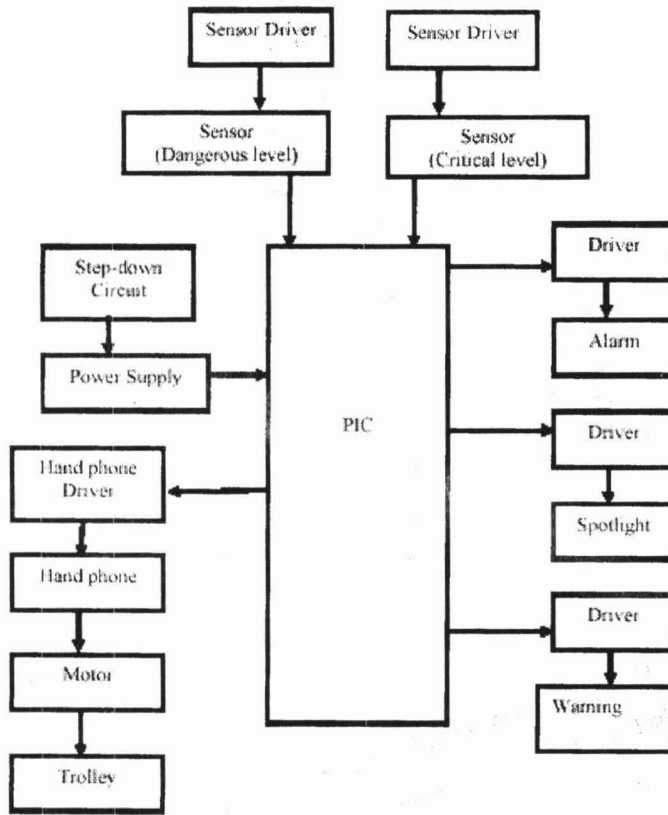 Sensor Driver
Sensor Driver
Sensor
(Dangerous level)
Sensor
(Critical level)
Step-down
Circuit
Power Supply
Hand phone
Driver
Hand phone
Motor
Trolley
PIC
Driver
Alarm
Driver
Spotlight
Driver
Warning